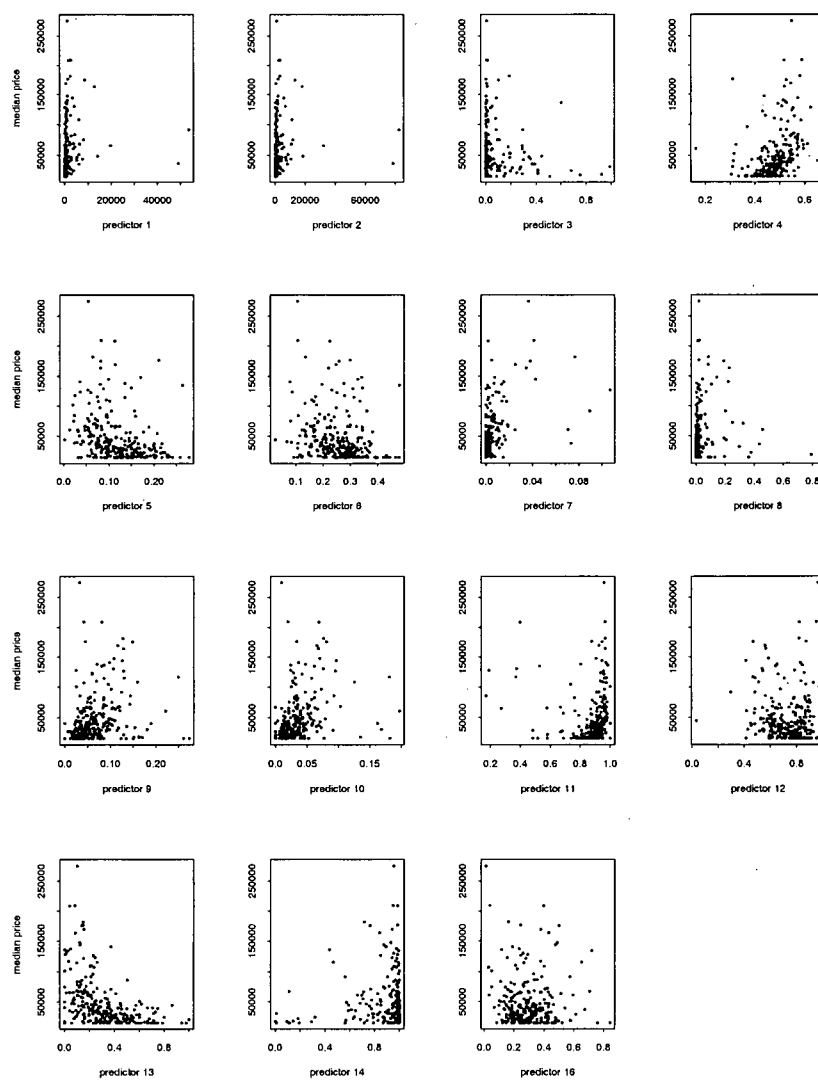 median price
50000 150000 250000
0 20000 40000
predictor 1
50000 150000 250000
0 20000 60000
predictor 2
50000 150000 250000
0.0 0.4 0.8
predictor 3
50000 150000 250000
0.2 0.4 0.6
predictor 4
median price
50000 150000 250000
0.0 0.10 0.20
predictor 5
50000 150000 250000
0.1 0.2 0.3 0.4
predictor 6
50000 150000 250000
0.0 0.04 0.08
predictor 7
50000 150000 250000
0.0 0.2 0.4 0.6 0.8
predictor 8
median price
50000 150000 250000
0.0 0.10 0.20
predictor 9
50000 150000 250000
0.0 0.05 0.15
predictor 10
50000 150000 250000
0.2 0.4 0.6 0.8 1.0
predictor 11
50000 150000 250000
0.0 0.2 0.4 0.6 0.8
predictor 12
median price
50000 150000 250000
0.0 0.4 0.8
predictor 13
50000 150000 250000
0.0 0.4 0.8
predictor 14
50000 150000 250000
0.0 0.2 0.4 0.6 0.8
predictor 16